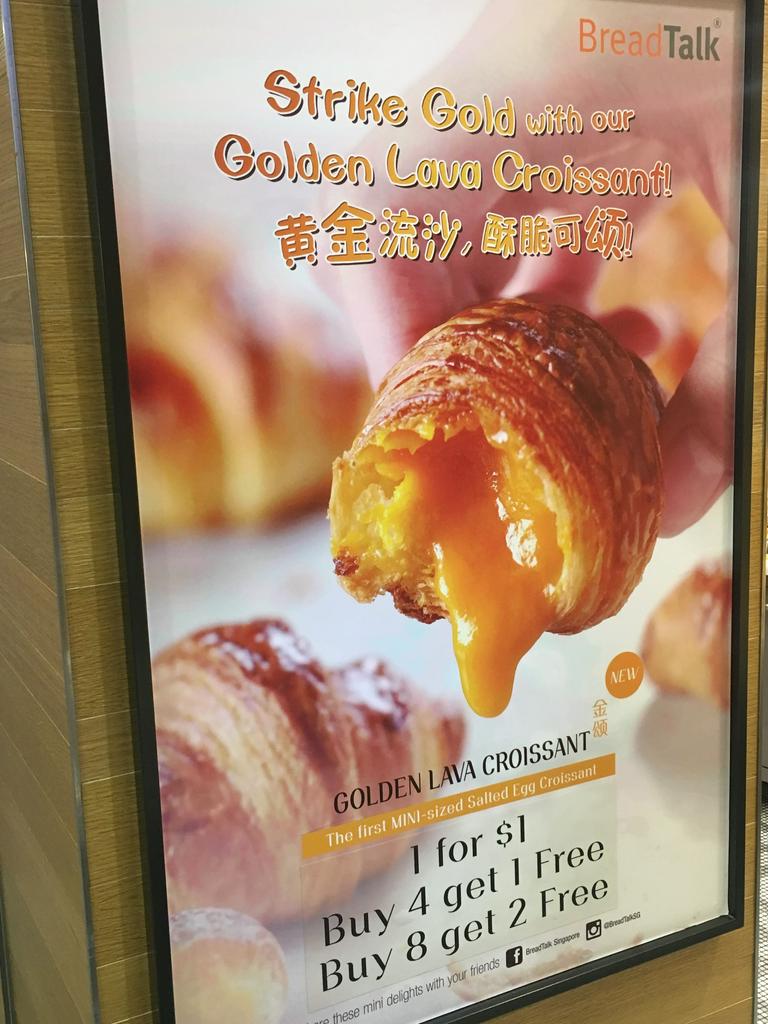 BreadTalk®
Strike Gold with our
Golden Lava Croissant!
黄金流沙, 酥脆可颂!
NEW
金颂
GOLDEN LAVA CROISSANT
The first MINI-sized Salted Egg Croissant
1 for $1
Buy 4 get 1 Free
Buy 8 get 2 Free
these mini delights with your friends
BreadTalk Singapore @BreadTalkSG